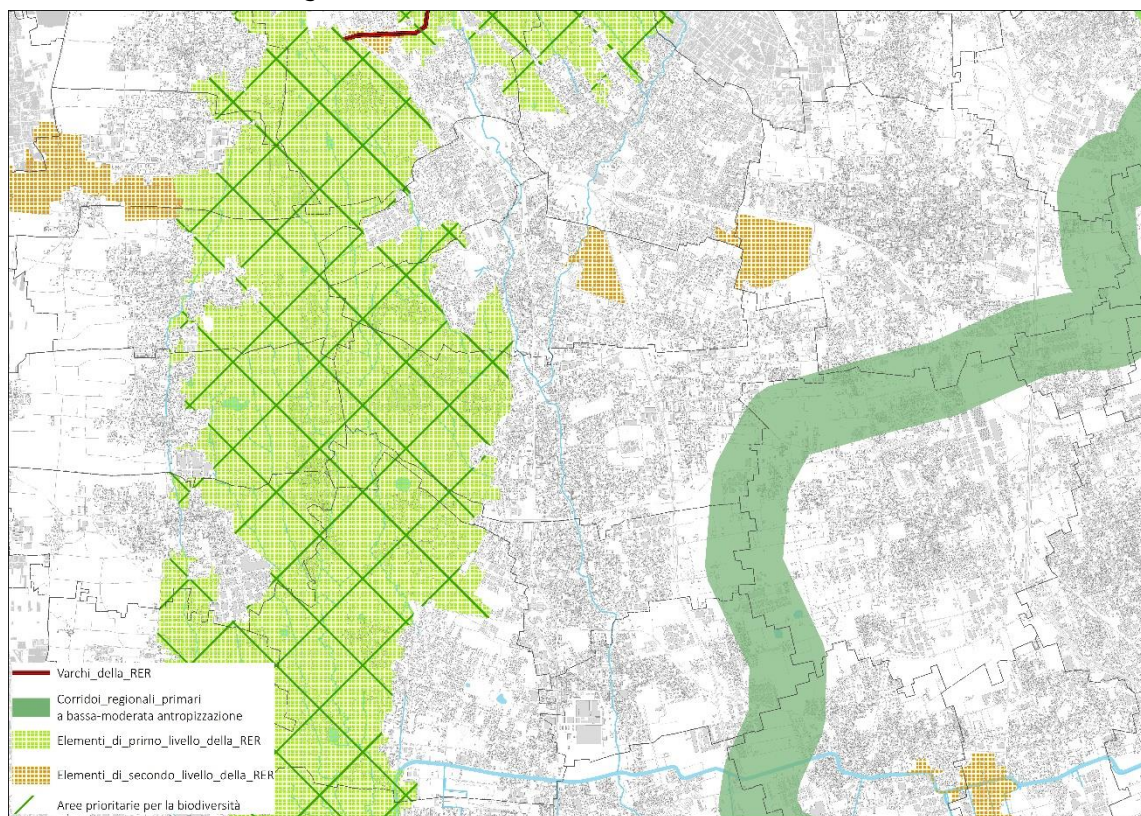 Varchi_della_RER
Corridoi_regionali_primari
a bassa-moderata antropizzazione
Elementi_di_primo_livello_della_RER
Elementi_di_secondo_livello_della_RER
Aree prioritarie per la biodiversità